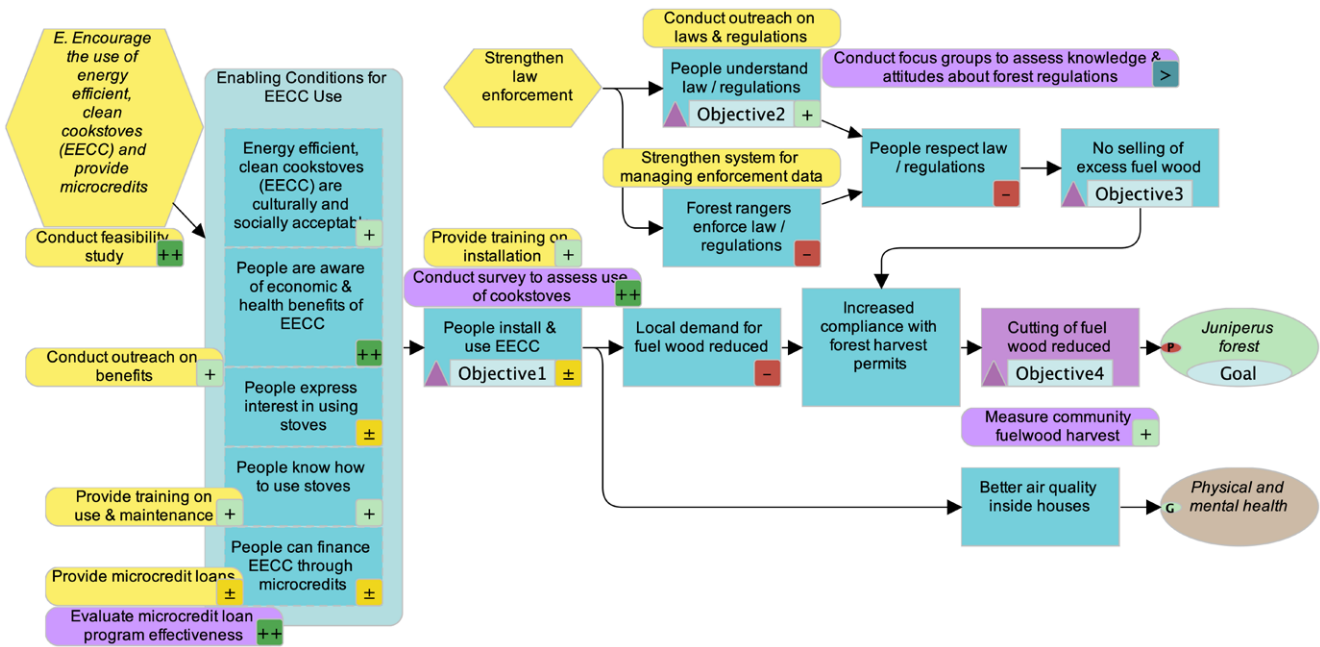 E. Encourage
the use of
energy
efficient,
clean
cookstoves
(EECC) and
provide
microcredits
Conduct feasibility
study
++
Conduct outreach on
benefits
+
Provide training on
use & maintenance
+
Provide microcredit loans
±
Evaluate microcredit loan
program effectiveness
++
Enabling Conditions for
EECC Use
Energy efficient,
clean cookstoves
(EECC) are
culturally and
socially acceptabl
+
People are aware
of economic &
health benefits of
EECC
++
People express
interest in using
stoves
±
People know how
to use stoves
+
People can finance
EECC through
microcredits
±
Provide training on
installation
+
Conduct survey to assess use
of cookstoves
++
People install &
use EECC
Objective1
±
Strengthen
law
enforcement
Conduct outreach on
laws & regulations
People understand
law / regulations
Objective2
+
Conduct focus groups to assess knowledge &
attitudes about forest regulations
>
Strengthen system for
managing enforcement data
Forest rangers
enforce law /
regulations
−
People respect law
/ regulations
−
No selling of
excess fuel wood
Objective3
Local demand for
fuel wood reduced
−
Increased
compliance with
forest harvest
permits
Cutting of fuel
wood reduced
Objective4
Measure community
fuelwood harvest
+
P
Juniperus
forest
Goal
Better air quality
inside houses
G
Physical and
mental health